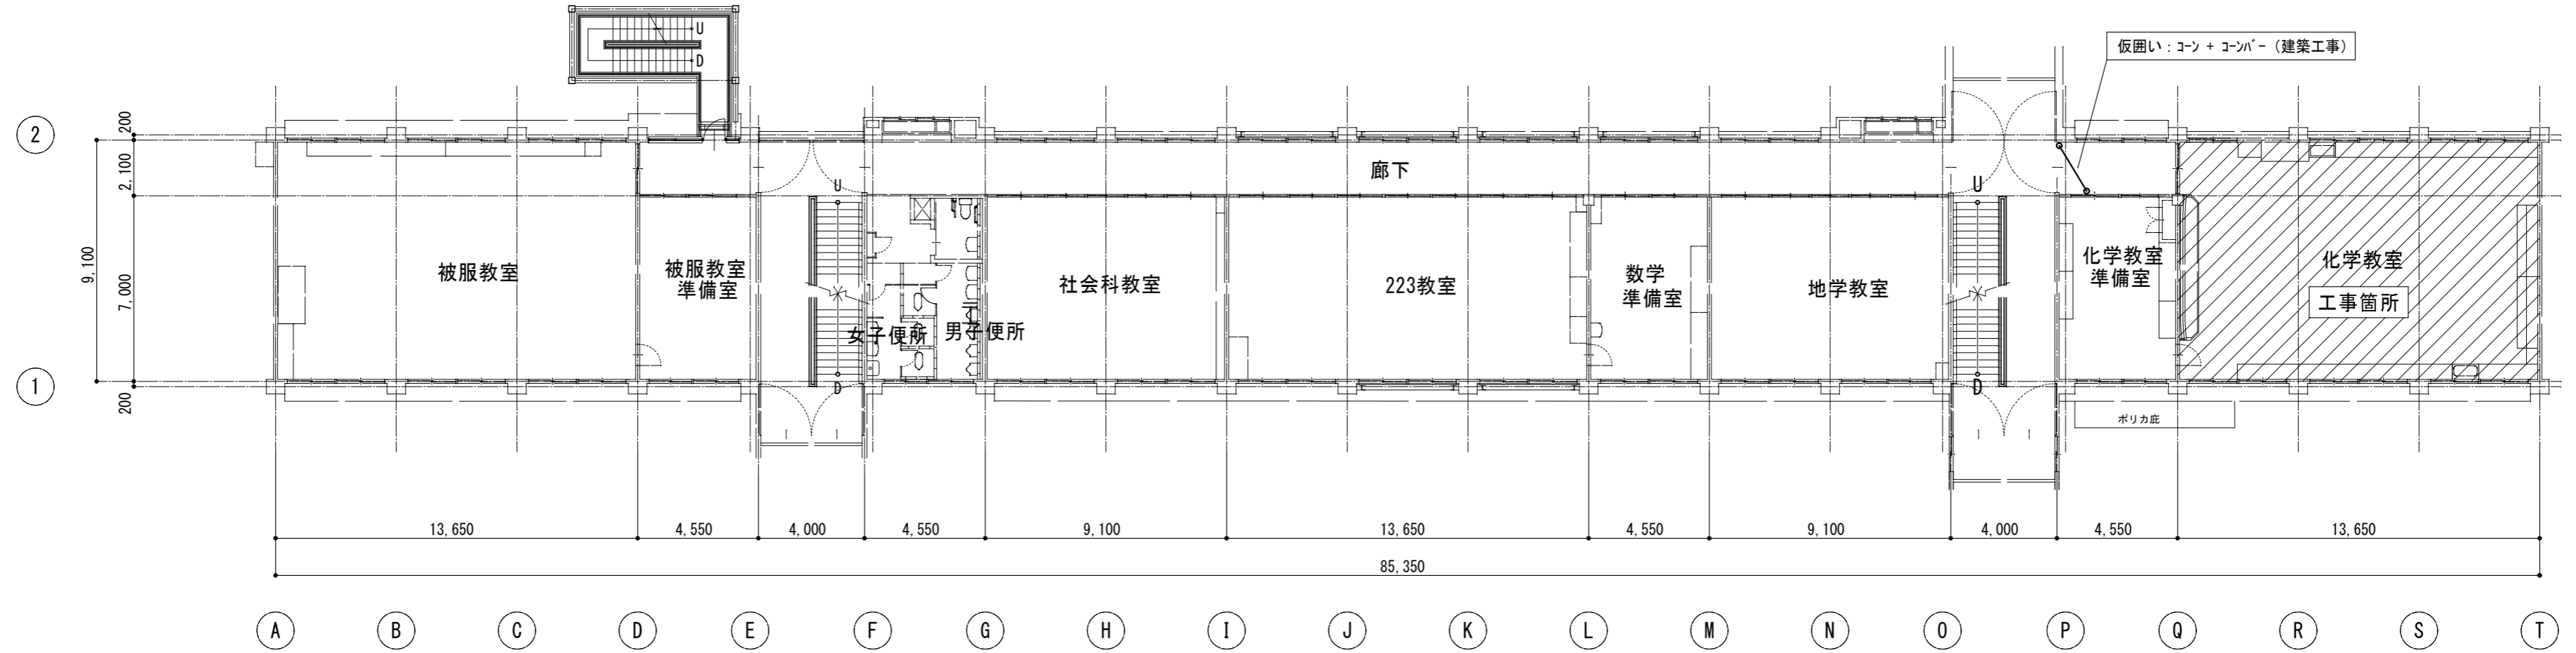 U
D
仮囲い：コーン + コーンバー（建築工事）
2
200
2,100
9,100
7,000
200
1
廊下
U
U
被服教室
被服教室
準備室
女子便所
男子便所
社会科教室
223教室
数学
準備室
地学教室
化学教室
準備室
化学教室
工事箇所
D
D
ポリカ庇
13,650
4,550
4,000
4,550
9,100
13,650
4,550
9,100
4,000
4,550
13,650
85,350
A
B
C
D
E
F
G
H
I
J
K
L
M
N
O
P
Q
R
S
T